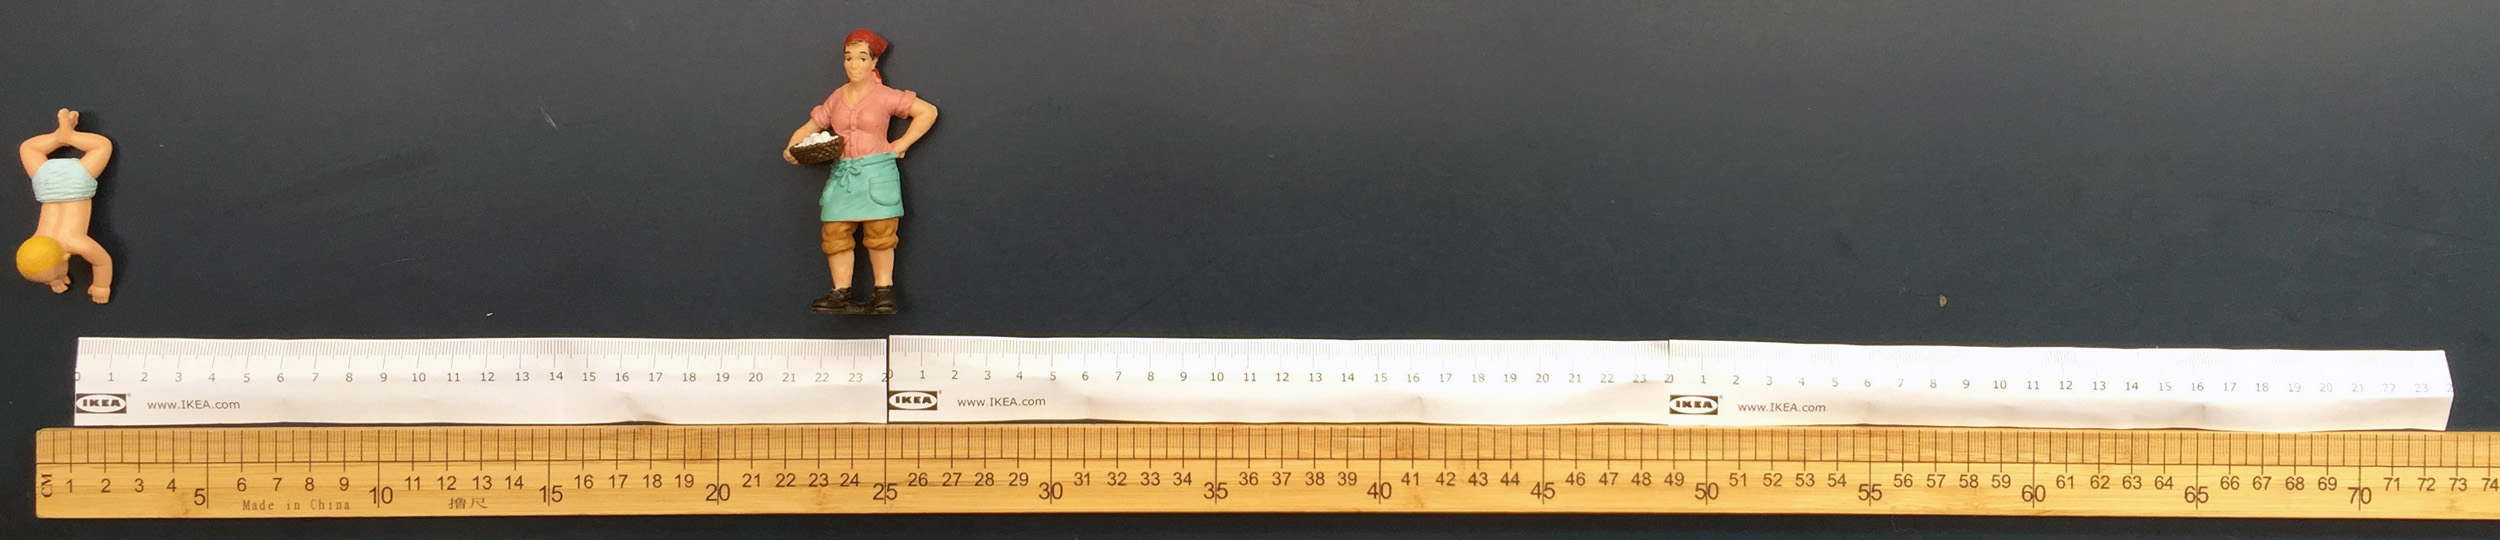 0 1 2 3 4 5 6 7 8 9 10 11 12 13 14 15 16 17 18 19 20 21 22 23
IKEA® www.IKEA.com
1 2 3 4 5 6 7 8 9 10 11 12 13 14 15 16 17 18 19 20 21 22 23
IKEA® www.IKEA.com
1 2 3 4 5 6 7 8 9 10 11 12 13 14 15 16 17 18 19 20 21 22 23
IKEA® www.IKEA.com
CM 1 2 3 4 5 6 7 8 9 10 11 12 13 14 15 16 17 18 19 20 21 22 23 24 25 26 27 28 29 30 31 32 33 34 35 36 37 38 39 40 41 42 43 44 45 46 47 48 49 50 51 52 53 54 55 56 57 58 59 60 61 62 63 64 65 66 67 68 69 70 71 72 73 74
Made in China